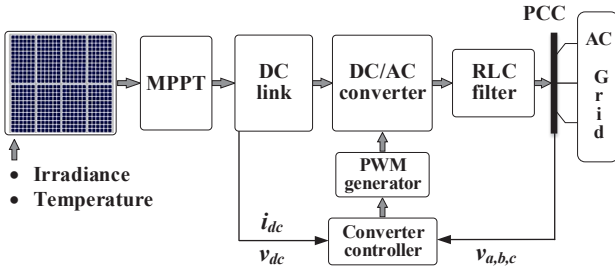 PCC
MPPT
DC
link
DC/AC
converter
RLC
filter
AC
G
r
i
d
• Irradiance
• Temperature
PWM
generator
i_dc
v_dc
Converter
controller
v_a,b,c